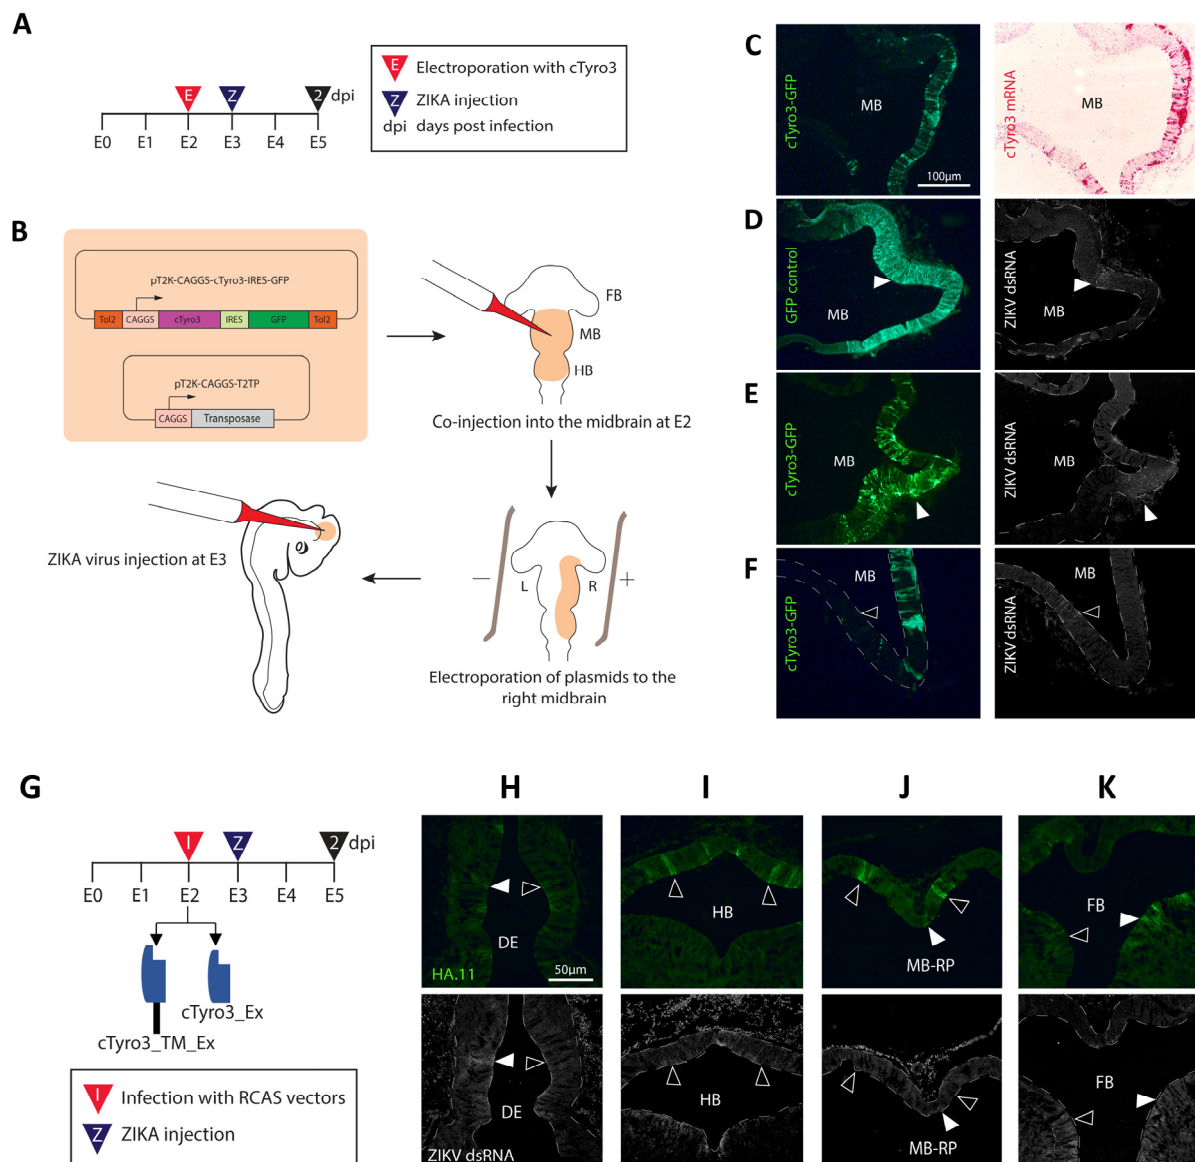 A
E
Z
2
dpi
E0
E1
E2
E3
E4
E5
E
Electroporation with cTyro3
Z
ZIKA injection
dpi
days post infection
B
pT2K-CAGGS-cTyro3-IRES-GFP
Tol2
CAGGS
cTyro3
IRES
GFP
Tol2
pT2K-CAGGS-T2TP
CAGGS
Transposase
FB
MB
HB
Co-injection into the midbrain at E2
L
R
−
+
Electroporation of plasmids to the
right midbrain
ZIKA virus injection at E3
C
cTyro3-GFP
MB
100µm
cTyro3 mRNA
MB
D
GFP control
MB
ZIKV dsRNA
MB
E
cTyro3-GFP
MB
ZIKV dsRNA
MB
F
cTyro3-GFP
MB
ZIKV dsRNA
MB
G
I
Z
2
dpi
E0
E1
E2
E3
E4
E5
cTyro3_Ex
cTyro3_TM_Ex
I
Infection with RCAS vectors
Z
ZIKA injection
H
DE
HA.11
50µm
DE
ZIKV dsRNA
I
HB
HB
J
MB-RP
MB-RP
K
FB
FB